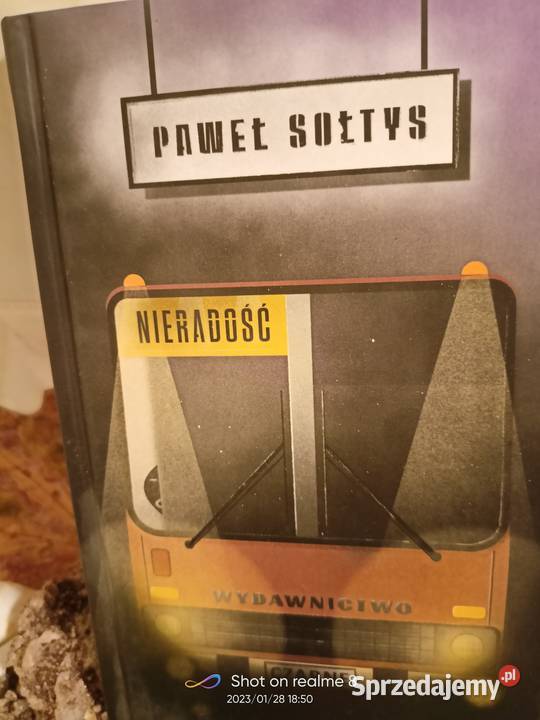 PAWEŁ SOŁTYS
NIERADOŚĆ
WYDAWNICTWO
Shot on realme 8
2023/01/28 18:50
Sprzedajemy.pl